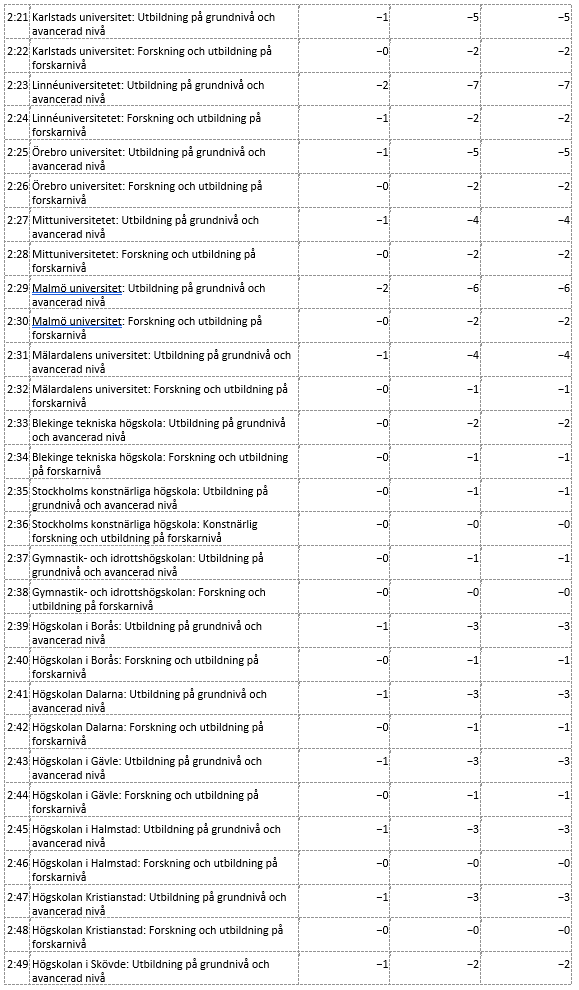 2:21 Karlstads universitet: Utbildning på grundnivå och −1 −5 −5
avancerad nivå
2:22 Karlstads universitet: Forskning och utbildning på −0 −2 −2
forskarnivå
2:23 Linnéuniversitetet: Utbildning på grundnivå och −2 −7 −7
avancerad nivå
2:24 Linnéuniversitetet: Forskning och utbildning på −1 −2 −2
forskarnivå
2:25 Örebro universitet: Utbildning på grundnivå och −1 −5 −5
avancerad nivå
2:26 Örebro universitet: Forskning och utbildning på −0 −2 −2
forskarnivå
2:27 Mittuniversitetet: Utbildning på grundnivå och −1 −4 −4
avancerad nivå
2:28 Mittuniversitetet: Forskning och utbildning på −0 −2 −2
forskarnivå
2:29 Malmö universitet: Utbildning på grundnivå och −2 −6 −6
avancerad nivå
2:30 Malmö universitet: Forskning och utbildning på −0 −2 −2
forskarnivå
2:31 Mälardalens universitet: Utbildning på grundnivå och −1 −4 −4
avancerad nivå
2:32 Mälardalens universitet: Forskning och utbildning på −0 −1 −1
forskarnivå
2:33 Blekinge tekniska högskola: Utbildning på grundnivå −0 −2 −2
och avancerad nivå
2:34 Blekinge tekniska högskola: Forskning och utbildning −0 −1 −1
på forskarnivå
2:35 Stockholms konstnärliga högskola: Utbildning på −0 −1 −1
grundnivå och avancerad nivå
2:36 Stockholms konstnärliga högskola: Konstnärlig −0 −0 −0
forskning och utbildning på forskarnivå
2:37 Gymnastik- och idrottshögskolan: Utbildning på −0 −1 −1
grundnivå och avancerad nivå
2:38 Gymnastik- och idrottshögskolan: Forskning och −0 −0 −0
utbildning på forskarnivå
2:39 Högskolan i Borås: Utbildning på grundnivå och −1 −3 −3
avancerad nivå
2:40 Högskolan i Borås: Forskning och utbildning på −0 −1 −1
forskarnivå
2:41 Högskolan Dalarna: Utbildning på grundnivå och −1 −3 −3
avancerad nivå
2:42 Högskolan Dalarna: Forskning och utbildning på −0 −1 −1
forskarnivå
2:43 Högskolan i Gävle: Utbildning på grundnivå och −1 −3 −3
avancerad nivå
2:44 Högskolan i Gävle: Forskning och utbildning på −0 −1 −1
forskarnivå
2:45 Högskolan i Halmstad: Utbildning på grundnivå och −1 −3 −3
avancerad nivå
2:46 Högskolan i Halmstad: Forskning och utbildning på −0 −0 −0
forskarnivå
2:47 Högskolan Kristianstad: Utbildning på grundnivå och −1 −3 −3
avancerad nivå
2:48 Högskolan Kristianstad: Forskning och utbildning på −0 −0 −0
forskarnivå
2:49 Högskolan i Skövde: Utbildning på grundnivå och −1 −2 −2
avancerad nivå